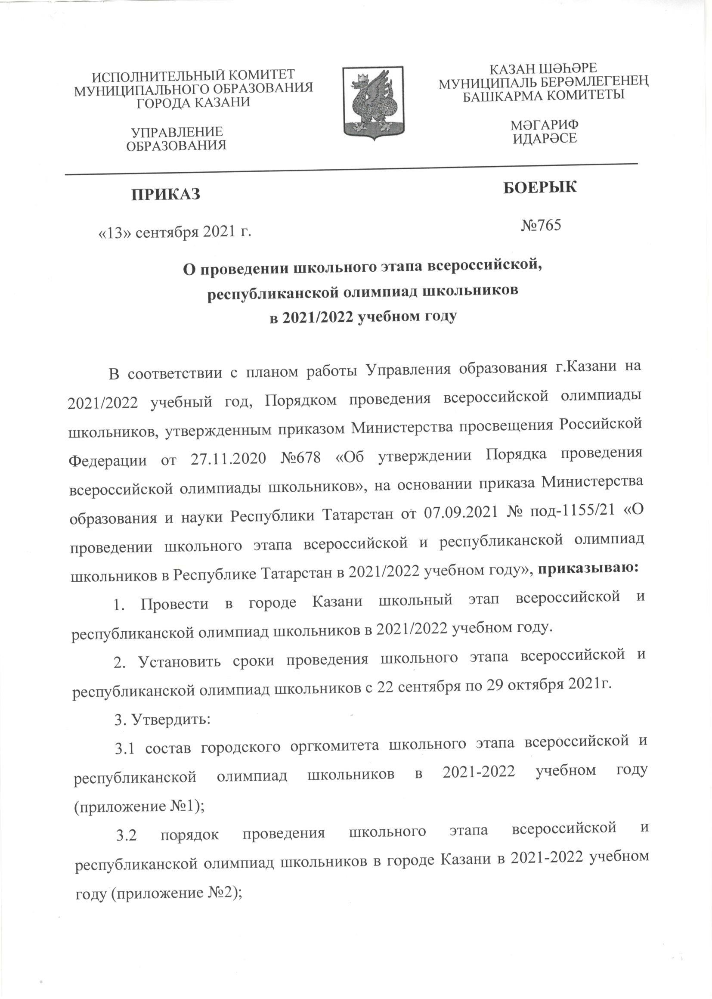 ИСПОЛНИТЕЛЬНЫЙ КОМИТЕТ
МУНИЦИПАЛЬНОГО ОБРАЗОВАНИЯ
ГОРОДА КАЗАНИ
УПРАВЛЕНИЕ
ОБРАЗОВАНИЯ
КАЗАН ШӘҺӘРЕ
МУНИЦИПАЛЬ БЕРӘМЛЕГЕНЕҢ
БАШКАРМА КОМИТЕТЫ
МӘГАРИФ
ИДАРӘСЕ
ПРИКАЗ
БОЕРЫК
«13» сентября 2021 г.
№765
О проведении школьного этапа всероссийской,
республиканской олимпиад школьников
в 2021/2022 учебном году
В соответствии с планом работы Управления образования г.Казани на
2021/2022 учебный год, Порядком проведения всероссийской олимпиады
школьников, утвержденным приказом Министерства просвещения Российской
Федерации от 27.11.2020 №678 «Об утверждении Порядка проведения
всероссийской олимпиады школьников», на основании приказа Министерства
образования и науки Республики Татарстан от 07.09.2021 № под-1155/21 «О
проведении школьного этапа всероссийской и республиканской олимпиад
школьников в Республике Татарстан в 2021/2022 учебном году», приказываю:
1. Провести в городе Казани школьный этап всероссийской и
республиканской олимпиад школьников в 2021/2022 учебном году.
2. Установить сроки проведения школьного этапа всероссийской и
республиканской олимпиад школьников с 22 сентября по 29 октября 2021г.
3. Утвердить:
3.1 состав городского оргкомитета школьного этапа всероссийской и
республиканской олимпиад школьников в 2021-2022 учебном году
(приложение №1);
3.2 порядок проведения школьного этапа всероссийской и
республиканской олимпиад школьников в городе Казани в 2021-2022 учебном
году (приложение №2);